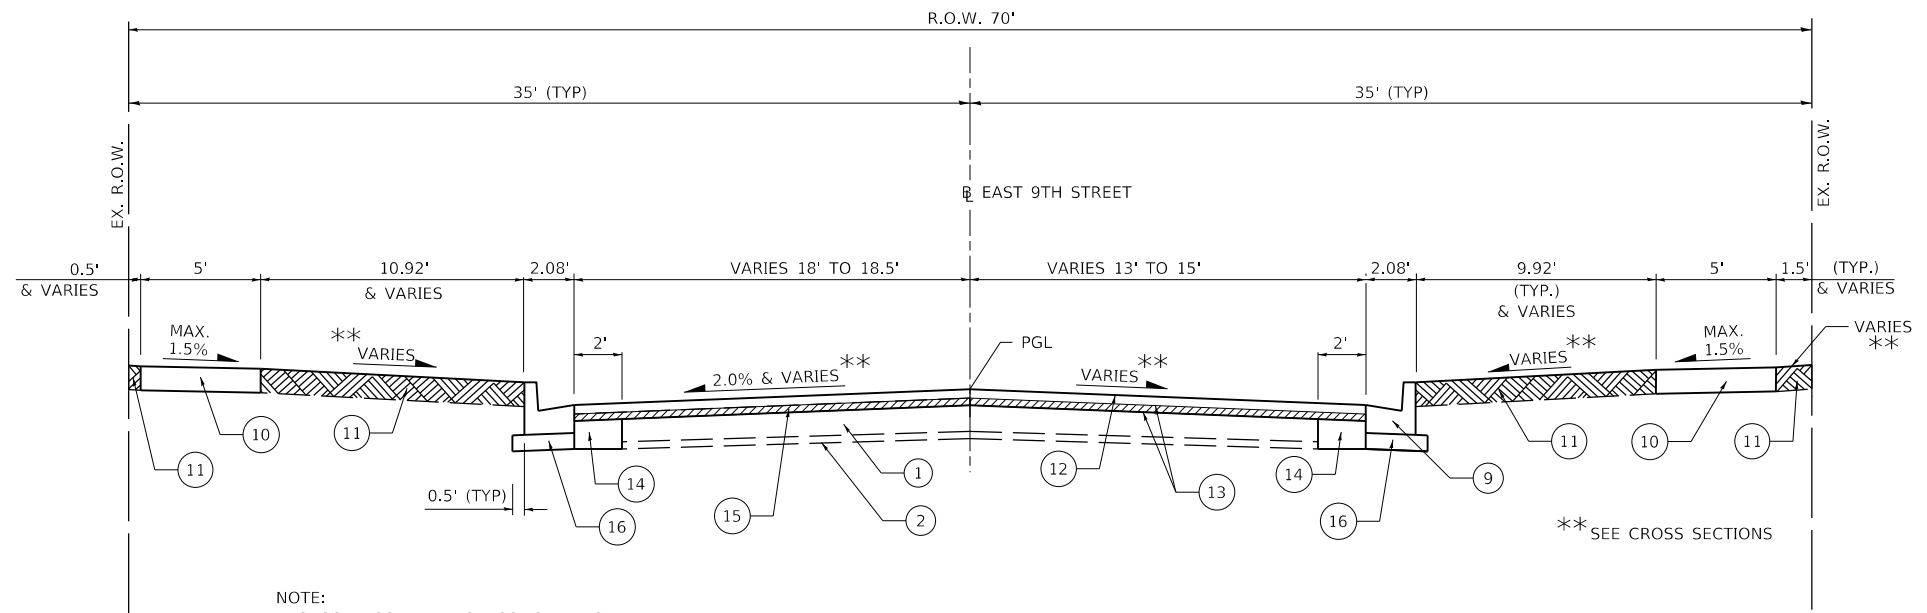 R.O.W. 70'
35' (TYP)
35' (TYP)
EX. R.O.W.
EX. R.O.W.
B EAST 9TH STREET
L
0.5'
& VARIES
5'
10.92'
& VARIES
2.08'
VARIES 18' TO 18.5'
VARIES 13' TO 15'
2.08'
9.92'
(TYP.)
& VARIES
5'
1.5'
(TYP.)
& VARIES
MAX.
1.5%
**
VARIES
2'
2.0% & VARIES **
PGL
VARIES **
2'
VARIES **
MAX.
1.5%
VARIES
**
11
10
11
0.5' (TYP)
16
14
15
1
2
12
13
14
16
9
11
10
11
** SEE CROSS SECTIONS
NOTE: